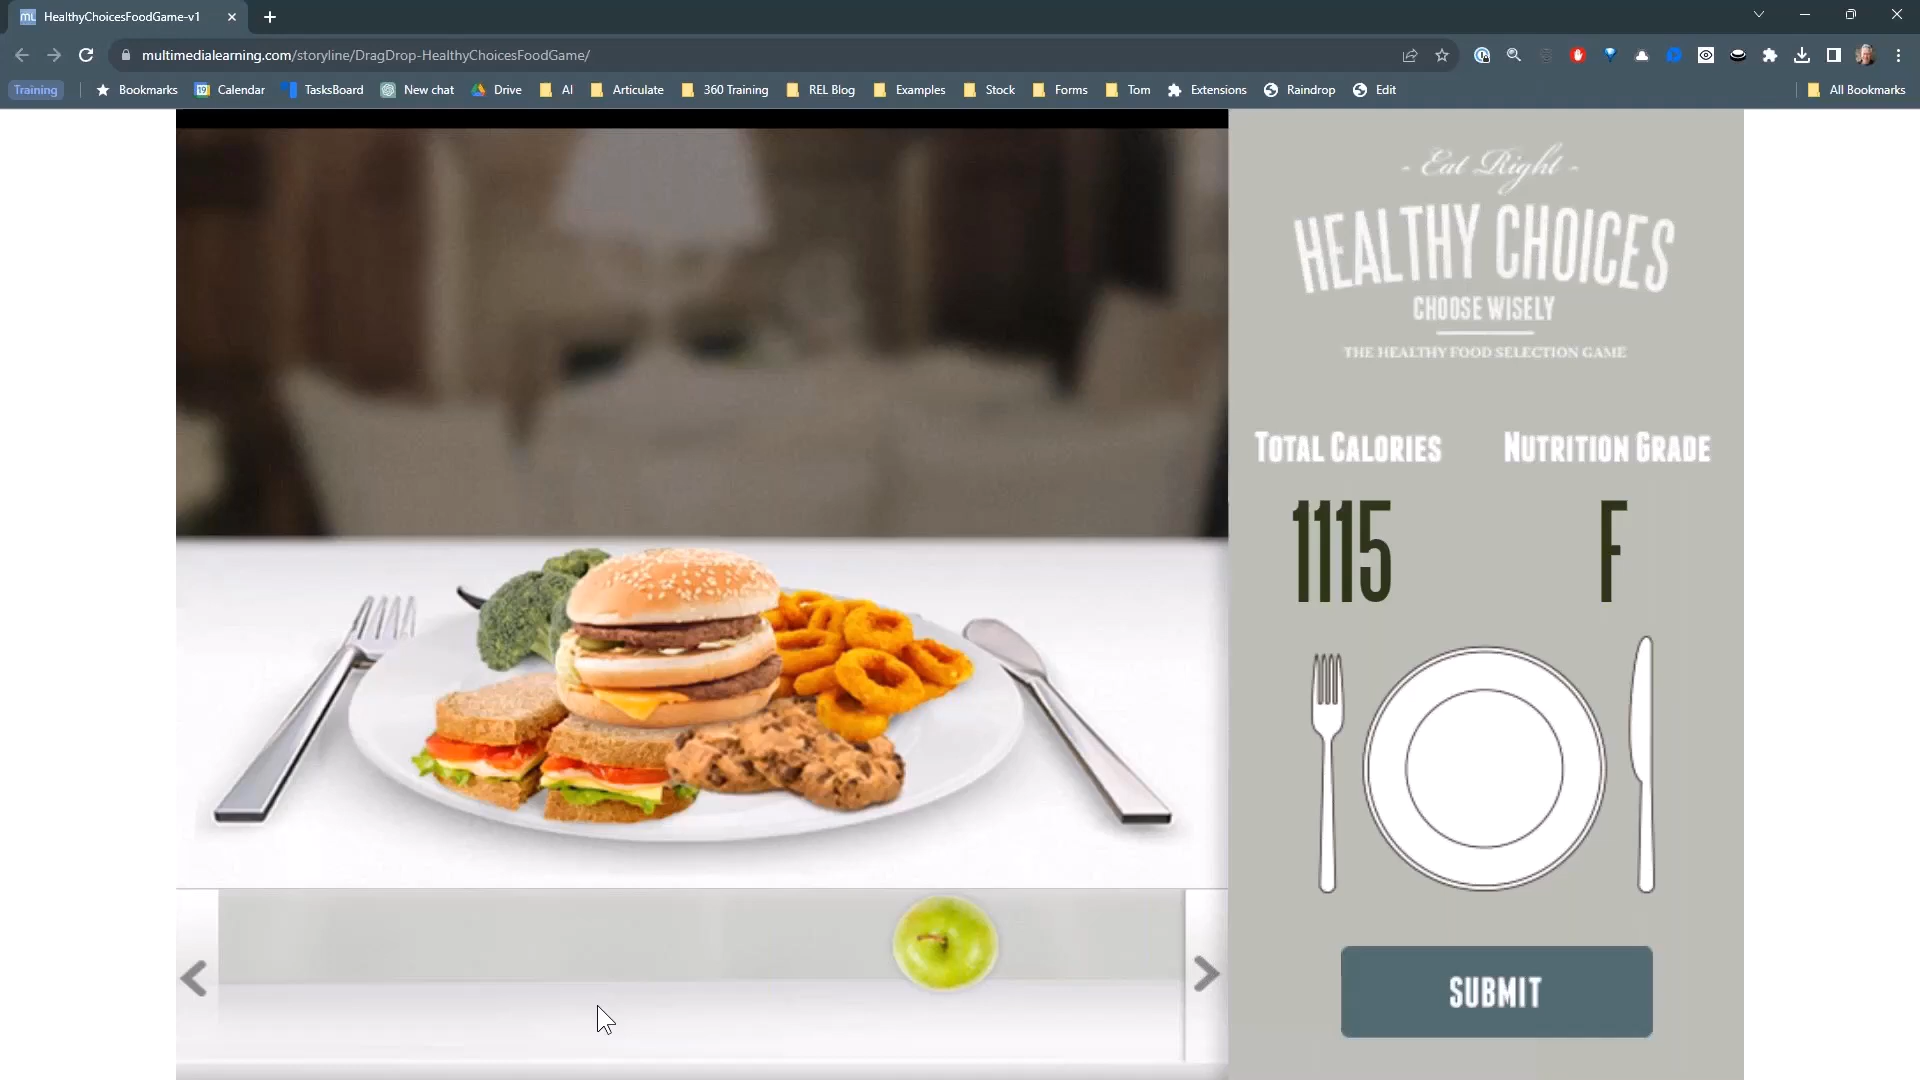 HealthyChoicesFoodGame-v1
multimedialearning.com/storyline/DragDrop-HealthyChoicesFoodGame/
Training Bookmarks Calendar TasksBoard New chat Drive AI Articulate 360 Training REL Blog Examples Stock Forms Tom Extensions Raindrop Edit All Bookmarks
- Eat Right -
HEALTHY CHOICES
CHOOSE WISELY
THE HEALTHY FOOD SELECTION GAME
TOTAL CALORIES NUTRITION GRADE
1115 F
SUBMIT